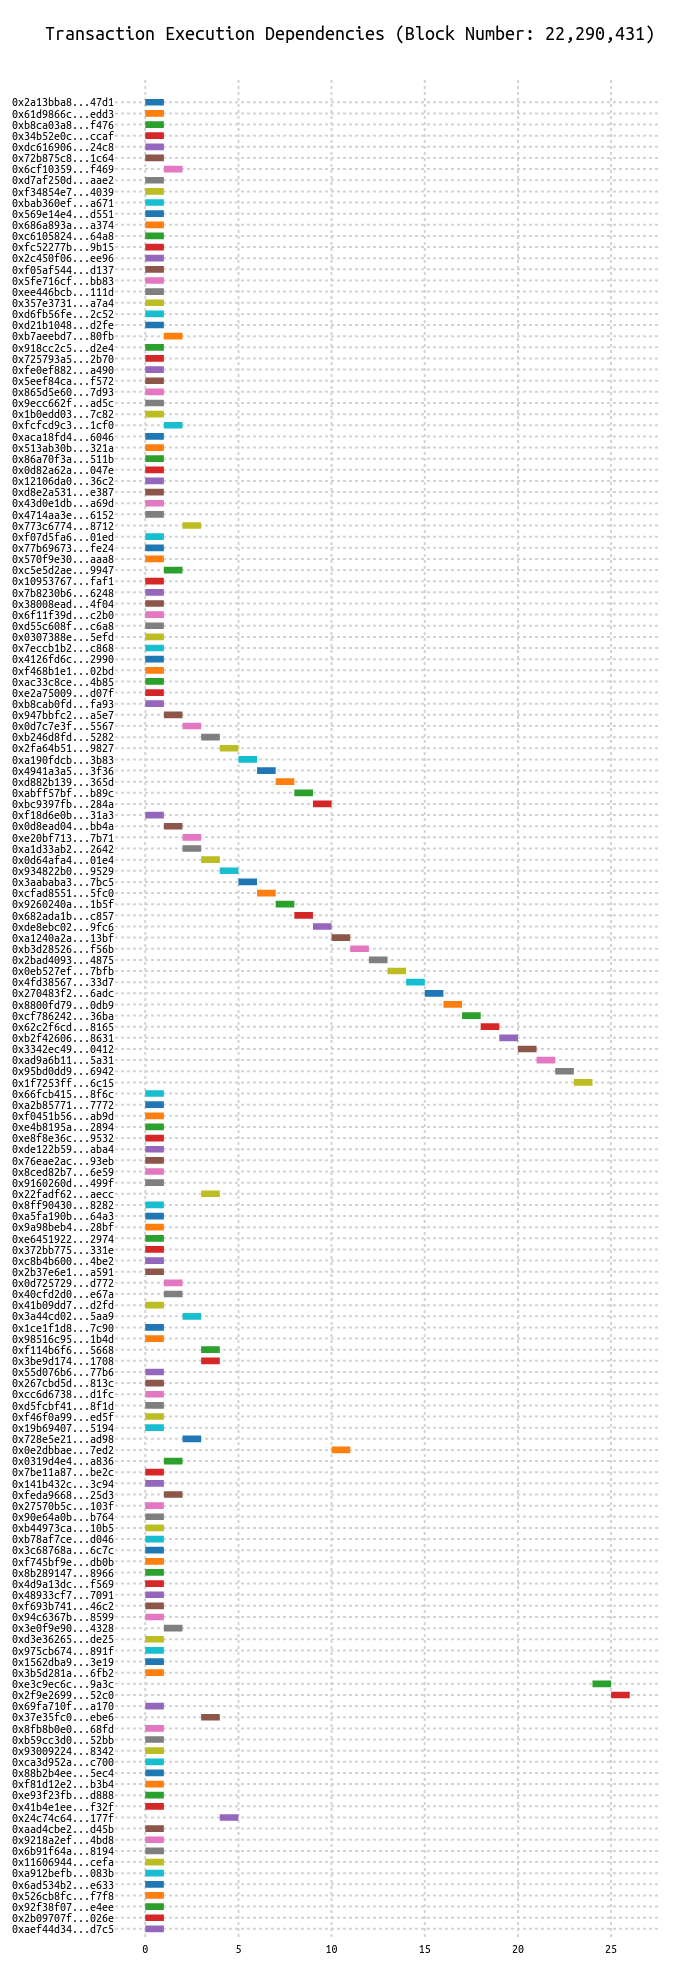 Transaction Execution Dependencies (Block Number: 22,290,431)
0x2a13bba8...47d1
0x61d9866c...edd3
0xb8ca03a8...f476
0x34b52e0c...ccaf
0xdc616906...24c8
0x72b875c8...1c64
0x6cf10359...f469
0xd7af250d...aae2
0xf34854e7...4039
0xbab360ef...a671
0x569e14e4...d551
0x686a893a...a374
0xc6105824...64a8
0xfc52277b...9b15
0x2c450f06...ee96
0xf05af544...d137
0x5fe716cf...bb83
0xee446bcb...111d
0x357e3731...a7a4
0xd6fb56fe...2c52
0xd21b1048...d2fe
0xb7aeebd7...80fb
0x918cc2c5...d2e4
0x725793a5...2b70
0xfe0ef882...a490
0x5eef84ca...f572
0x865d5e60...7d93
0x9ecc662f...ad5c
0x1b0edd03...7c82
0xfcfcd9c3...1cf0
0xaca18fd4...6046
0x513ab30b...321a
0x86a70f3a...511b
0x0d82a62a...047e
0x12106da0...36c2
0xd8e2a531...e387
0x43d0e1db...a69d
0x4714aa3e...6152
0x773c6774...8712
0xf07d5fa6...01ed
0x77b69673...fe24
0x570f9e30...aaa8
0xc5e5d2ae...9947
0x10953767...faf1
0x7b8230b6...6248
0x38008ead...4f04
0x6f11f39d...c2b0
0xd55c608f...c6a8
0x0307388e...5efd
0x7eccb1b2...c868
0x4126fd6c...2990
0xf468b1e1...02bd
0xac33c8ce...4b85
0xe2a75009...d07f
0xb8cab0fd...fa93
0x947bbfc2...a5e7
0x0d7c7e3f...5567
0xb246d8fd...5282
0x2fa64b51...9827
0xa190fdcb...3b83
0x4941a3a5...3f36
0xd882b139...365d
0xabff57bf...b89c
0xbc9397fb...284a
0xf18d6e0b...31a3
0x0d8ead04...bb4a
0xe20bf713...7b71
0xa1d33ab2...2642
0x0d64afa4...01e4
0x934822b0...9529
0x3aababa3...7bc5
0xcfad8551...5fc0
0x9260240a...1b5f
0x682ada1b...c857
0xde8ebc02...9fc6
0xa1240a2a...13bf
0xb3d28526...f56b
0x2bad4093...4875
0x0eb527ef...7bfb
0x4fd38567...33d7
0x270483f2...6adc
0x8800fd79...0db9
0xcf786242...36ba
0x62c2f6cd...8165
0xb2f42606...8631
0x3342ec49...0412
0xad9a6b11...5a31
0x95bd0dd9...6942
0x1f7253ff...6c15
0x66fcb415...8f6c
0xa2b85771...7772
0xf0451b56...ab9d
0xe4b8195a...2894
0xe8f8e36c...9532
0xde122b59...aba4
0x76eae2ac...93eb
0x8ced82b7...6e59
0x9160260d...499f
0x22fadf62...aecc
0x8ff90430...8282
0xa5fa190b...64a3
0x9a98beb4...28bf
0xe6451922...2974
0x372bb775...331e
0xc8b4b600...4be2
0x2b37e6e1...a591
0x0d725729...d772
0x40cfd2d0...e67a
0x41b09dd7...d2fd
0x3a44cd02...5aa9
0x1ce1f1d8...7c90
0x98516c95...1b4d
0xf114b6f6...5668
0x3be9d174...1708
0x55d076b6...77b6
0x267cbd5d...813c
0xcc6d6738...d1fc
0xd5fcbf41...8f1d
0xf46f0a99...ed5f
0x19b69407...5194
0x728e5e21...ad98
0x0e2dbbae...7ed2
0x0319d4e4...a836
0x7be11a87...be2c
0x141b432c...3c94
0xfeda9668...25d3
0x27570b5c...103f
0x90e64a0b...b764
0xb44973ca...10b5
0xb78af7ce...d046
0x3c68768a...6c7c
0xf745bf9e...db0b
0x8b289147...8966
0x4d9a13dc...f569
0x48933cf7...7091
0xf693b741...46c2
0x94c6367b...8599
0x3e0f9e90...4328
0xd3e36265...de25
0x975cb674...891f
0x1562dba9...3e19
0x3b5d281a...6fb2
0xe3c9ec6c...9a3c
0x2f9e2699...52c0
0x69fa710f...a170
0x37e35fc0...ebe6
0x8fb8b0e0...68fd
0xb59cc3d0...52bb
0x93009224...8342
0xca3d952a...c700
0x88b2b4ee...5ec4
0xf81d12e2...b3b4
0xe93f23fb...d888
0x41b4e1ee...f32f
0x24c74c64...177f
0xaad4cbe2...d45b
0x9218a2ef...4bd8
0x6b91f64a...8194
0x11606944...cefa
0xa912befb...083b
0x6ad534b2...e633
0x526cb8fc...f7f8
0x92f38f07...e4ee
0x2b09707f...026e
0xaef44d34...d7c5
0 5 10 15 20 25